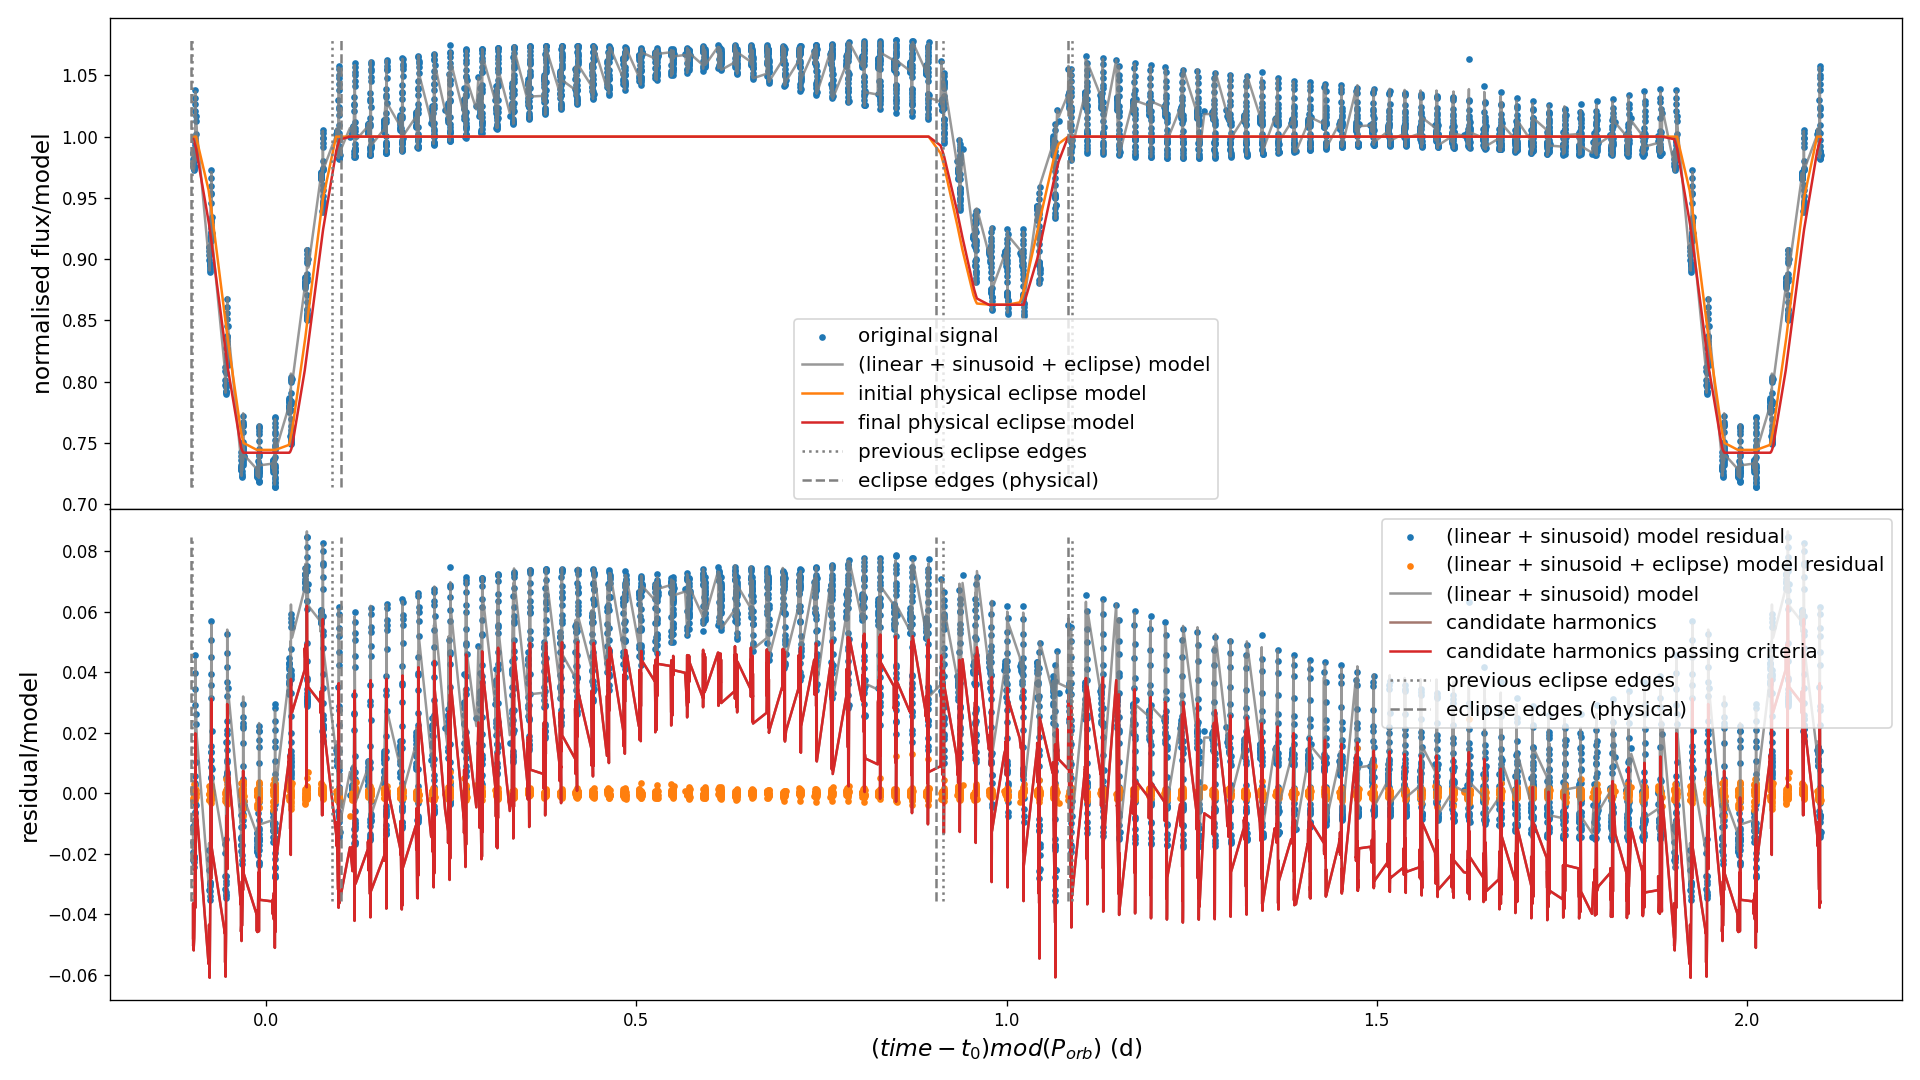 normalised flux/model
1.05
1.00
0.95
0.90
0.85
0.80
0.75
0.70
original signal
(linear + sinusoid + eclipse) model
initial physical eclipse model
final physical eclipse model
previous eclipse edges
eclipse edges (physical)
residual/model
0.08
0.06
0.04
0.02
0.00
−0.02
−0.04
−0.06
(linear + sinusoid) model residual
(linear + sinusoid + eclipse) model residual
(linear + sinusoid) model
candidate harmonics
candidate harmonics passing criteria
previous eclipse edges
eclipse edges (physical)
0.0 0.5 1.0 1.5 2.0
(time − t₀)mod(P_orb) (d)